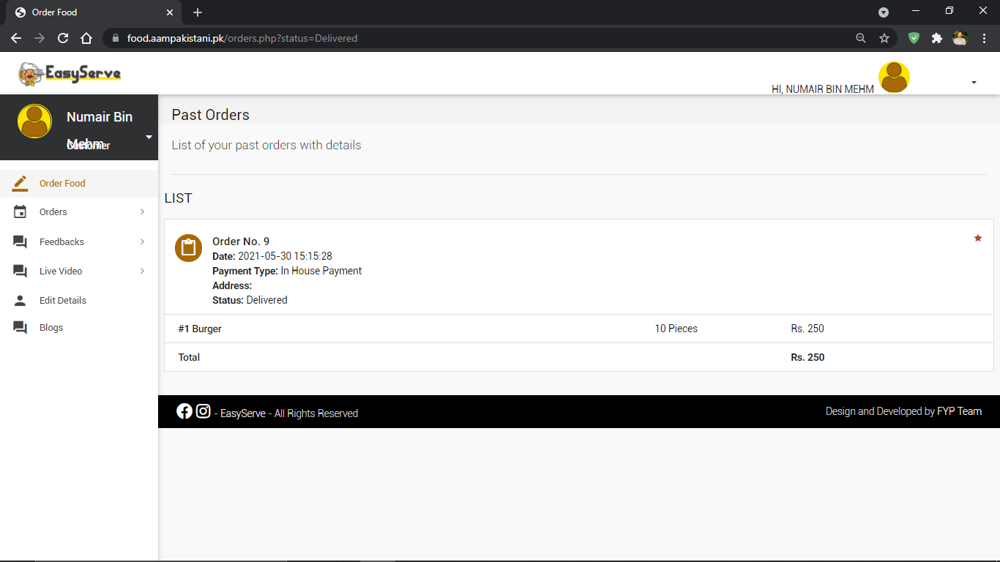 Order Food
food.aampakistani.pk/orders.php?status=Delivered
EasyServe
HI, NUMAIR BIN MEHM
Numair Bin
Mehm
Customer
Order Food
Orders
Feedbacks
Live Video
Edit Details
Blogs
Past Orders
List of your past orders with details
LIST
Order No. 9
Date: 2021-05-30 15:15:28
Payment Type: In House Payment
Address:
Status: Delivered
#1 Burger 10 Pieces Rs. 250
Total Rs. 250
- EasyServe - All Rights Reserved
Design and Developed by FYP Team